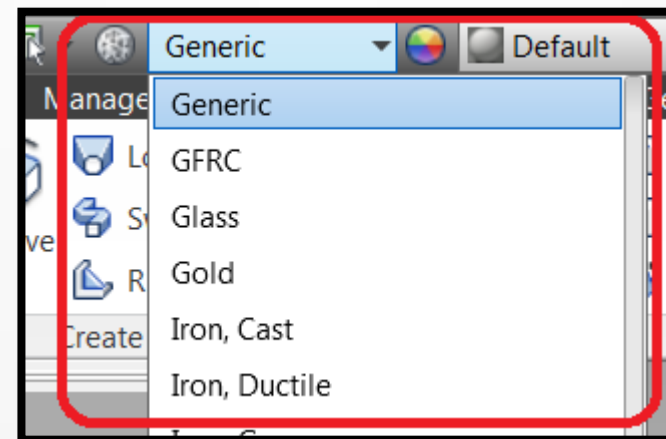 Generic Default
Manage
Generic
GFRC
Glass
Gold
Iron, Cast
Iron, Ductile
Create